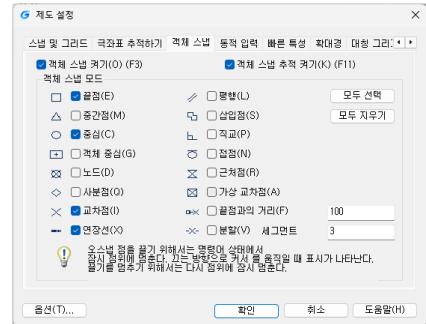 제도 설정
스냅 및 그리드 극좌표 추적하기 객체 스냅 동적 입력 빠른 특성 확대경 대칭 그리
객체 스냅 켜기(O) (F3) 객체 스냅 추적 켜기(K) (F11)
객체 스냅 모드
끝점(E) 평행(L) 모두 선택
중간점(M) 삽입점(S) 모두 지우기
중심(C) 직교(P)
객체 중심(G) 접점(N)
노드(D) 근처점(R)
사분점(Q) 가상 교차점(A)
교차점(I) 끝점과의 거리(F) 100
연장선(X) 분할(V) 세그먼트 3
오스냅 점을 끌기 위해서는 명령어 상태에서
잠시 점위에 멈춘다. 끄는 방향으로 커서 를 움직일 때 표시가 나타난다.
끌기를 멈추기 위해서는 다시 점위에 잠시 멈춘다.
옵션(T)... 확인 취소 도움말(H)